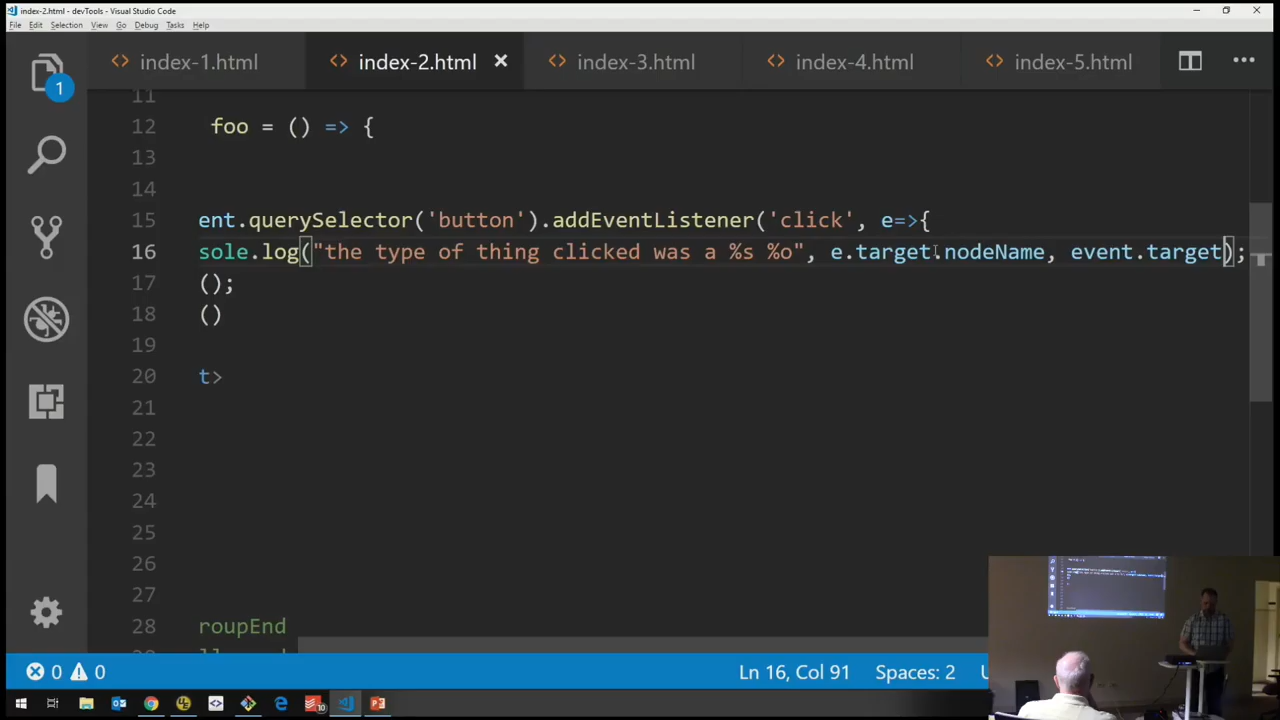 index-2.html - devTools - Visual Studio Code
File Edit Selection View Go Debug Tasks Help
<> index-1.html <> index-2.html × <> index-3.html <> index-4.html <> index-5.html ···
1
11
12 foo = () => {
13
14
15 ent.querySelector('button').addEventListener('click', e=>{
16 sole.log("the type of thing clicked was a %s %o", e.target.nodeName, event.target);
17 ();
18 ()
19
20 t>
21
22
23
24
25
26
27
28 roupEnd
0 0 Ln 16, Col 91 Spaces: 2
10